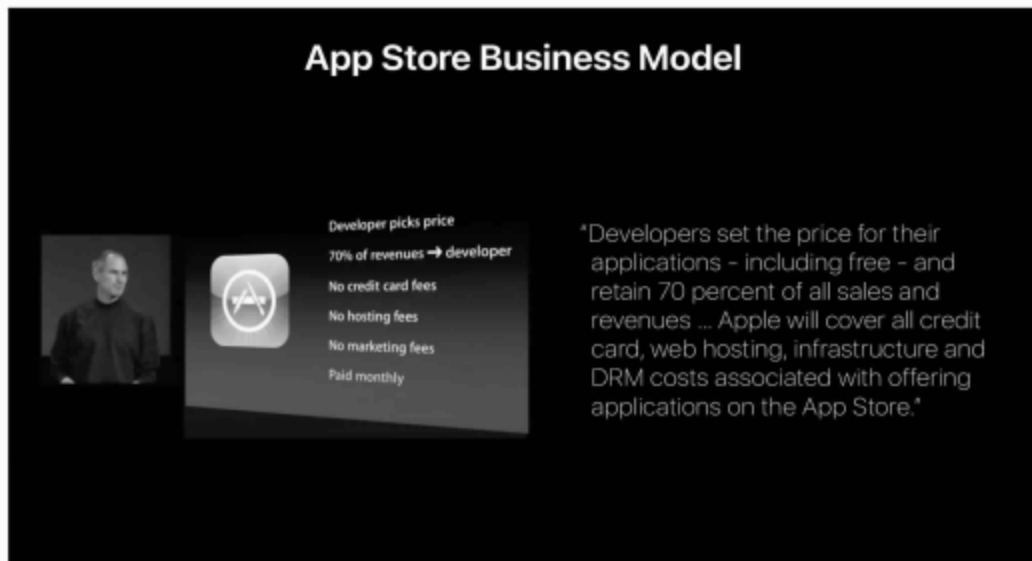 App Store Business Model
Developer picks price
70% of revenues → developer
No credit card fees
No hosting fees
No marketing fees
Paid monthly
"Developers set the price for their
applications - including free - and
retain 70 percent of all sales and
revenues ... Apple will cover all credit
card, web hosting, infrastructure and
DRM costs associated with offering
applications on the App Store."